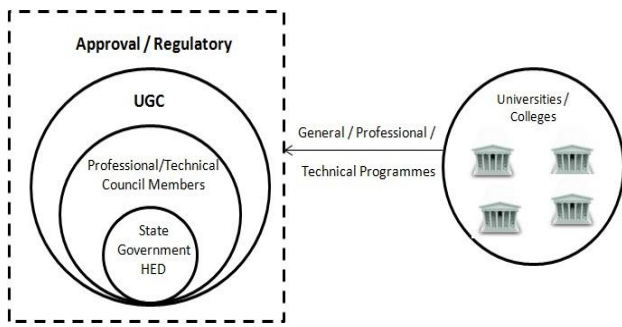 Approval / Regulatory
UGC
Professional/Technical
Council Members
State
Government
HED
General / Professional /
Technical Programmes
Universities /
Colleges